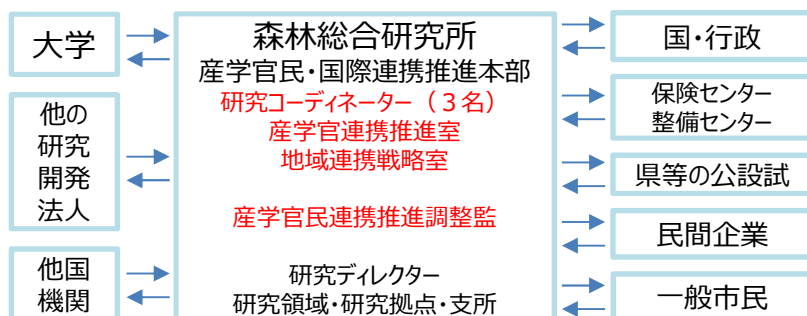 大学
他の
研究
開発
法人
他国
機関
森林総合研究所
産学官民・国際連携推進本部
研究コーディネーター（３名）
産学官連携推進室
地域連携戦略室
産学官民連携推進調整監
研究ディレクター
研究領域・研究拠点・支所
国・行政
保険センター
整備センター
県等の公設試
民間企業
一般市民